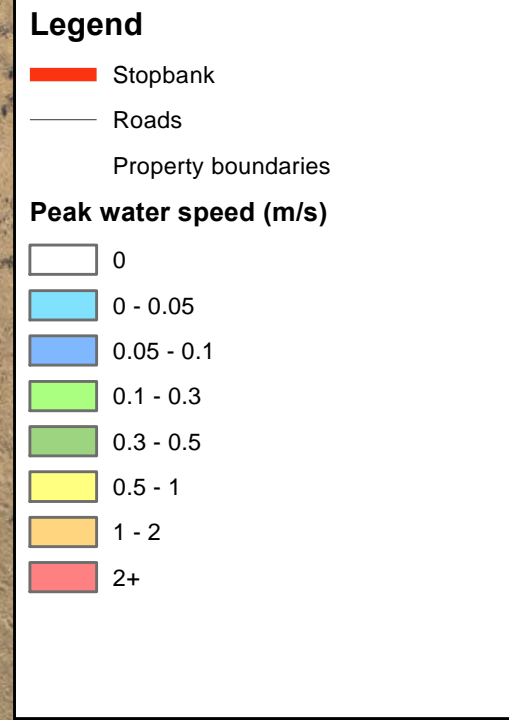 Legend
Stopbank
Roads
Property boundaries
Peak water speed (m/s)
0
0 - 0.05
0.05 - 0.1
0.1 - 0.3
0.3 - 0.5
0.5 - 1
1 - 2
2+